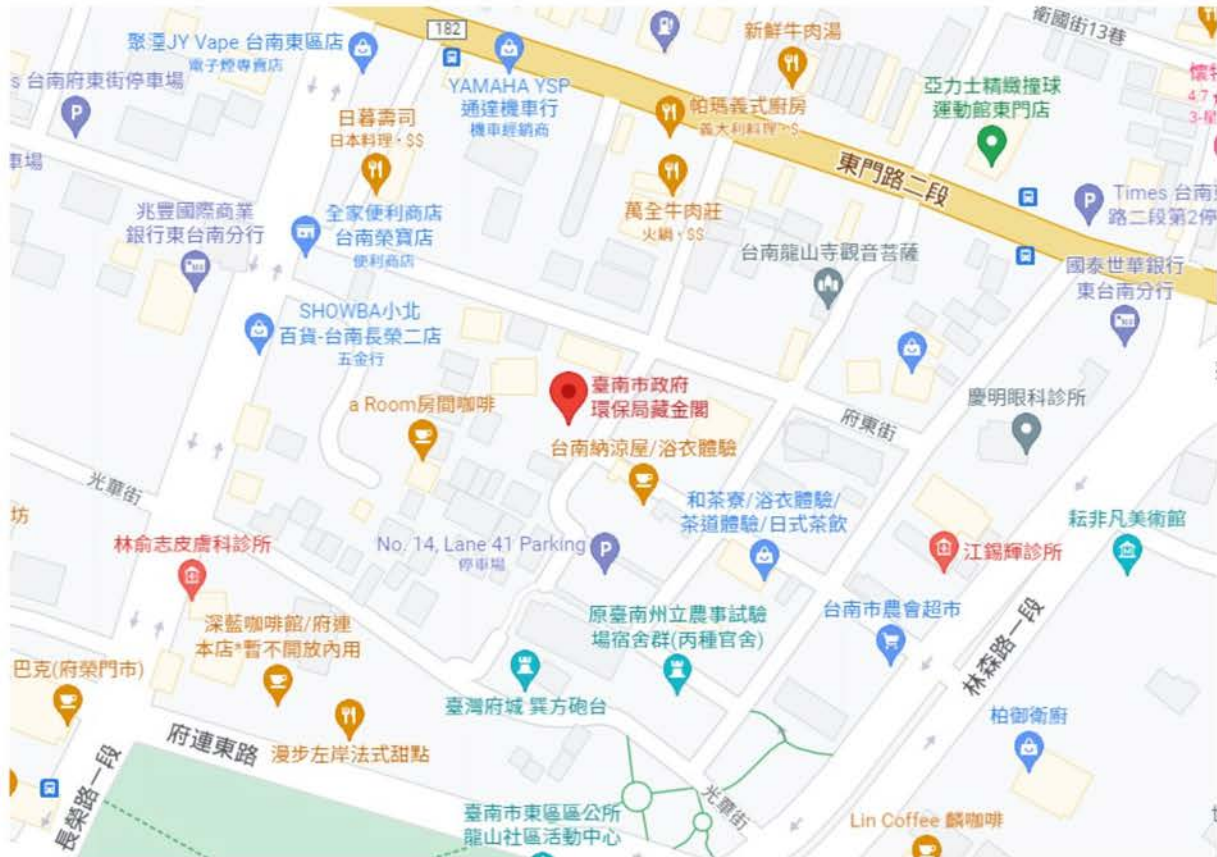 182
衛國街13巷
聚湮JY Vape 台南東區店
電子煙專賣店
新鮮牛肉湯
s 台南府東街停車場
YAMAHA YSP
通達機車行
機車經銷商
亞力士精緻撞球
運動館東門店
4.7
3-星
日暮壽司
日本料理·$$
帕瑪義式廚房
義大利料理·$
車場
東門路二段
兆豐國際商業
銀行東台南分行
全家便利商店
台南榮寶店
便利商店
萬全牛肉莊
火鍋·$$
Times 台南
路二段第2停
台南龍山寺觀音菩薩
國泰世華銀行
東台南分行
SHOWBA小北
百貨-台南長榮二店
五金行
臺南市政府
環保局藏金閣
a Room房間咖啡
慶明眼科診所
府東街
台南納涼屋/浴衣體驗
光華街
坊
和茶寮/浴衣體驗/
茶道體驗/日式茶飲
耘非凡美術館
No. 14, Lane 41 Parking
停車場
林俞志皮膚科診所
江錫輝診所
原臺南州立農事試驗
場宿舍群(丙種官舍)
台南市農會超市
深藍咖啡館/府連
本店*暫不開放內用
林森路一段
巴克(府榮門市)
臺灣府城 巽方砲台
柏御衛廚
府連東路
漫步左岸法式甜點
長榮路一段
光華街
臺南市東區區公所
龍山社區活動中心
Lin Coffee 麟咖啡